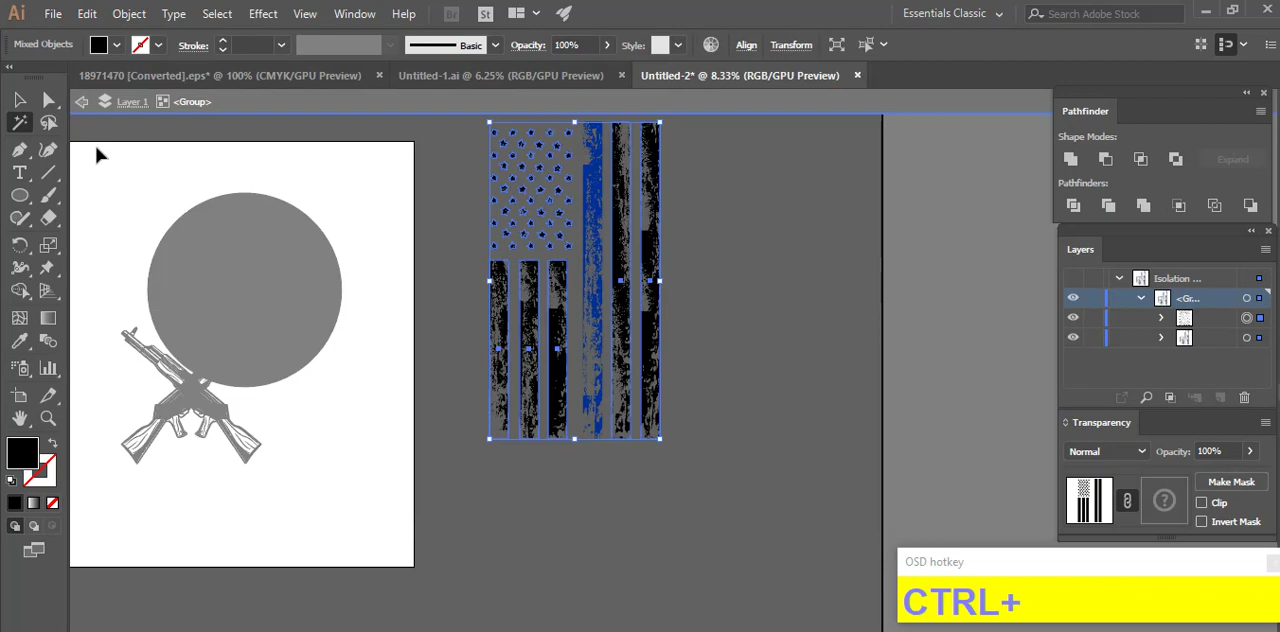 Ai File Edit Object Type Select Effect View Window Help Br St Essentials Classic Search Adobe Stock
Mixed Objects Stroke: Basic Opacity: 100% Style: Align Transform
18971470 [Converted].eps* @ 100% (CMYK/GPU Preview) Untitled-1.ai @ 6.25% (RGB/GPU Preview) Untitled-2* @ 8.33% (RGB/GPU Preview)
Layer 1 <Group>
Pathfinder
Shape Modes:
Expand
Pathfinders:
Layers
Isolation ...
<Gr...
Transparency
Normal Opacity: 100%
Make Mask
Clip
Invert Mask
OSD hotkey
CTRL+